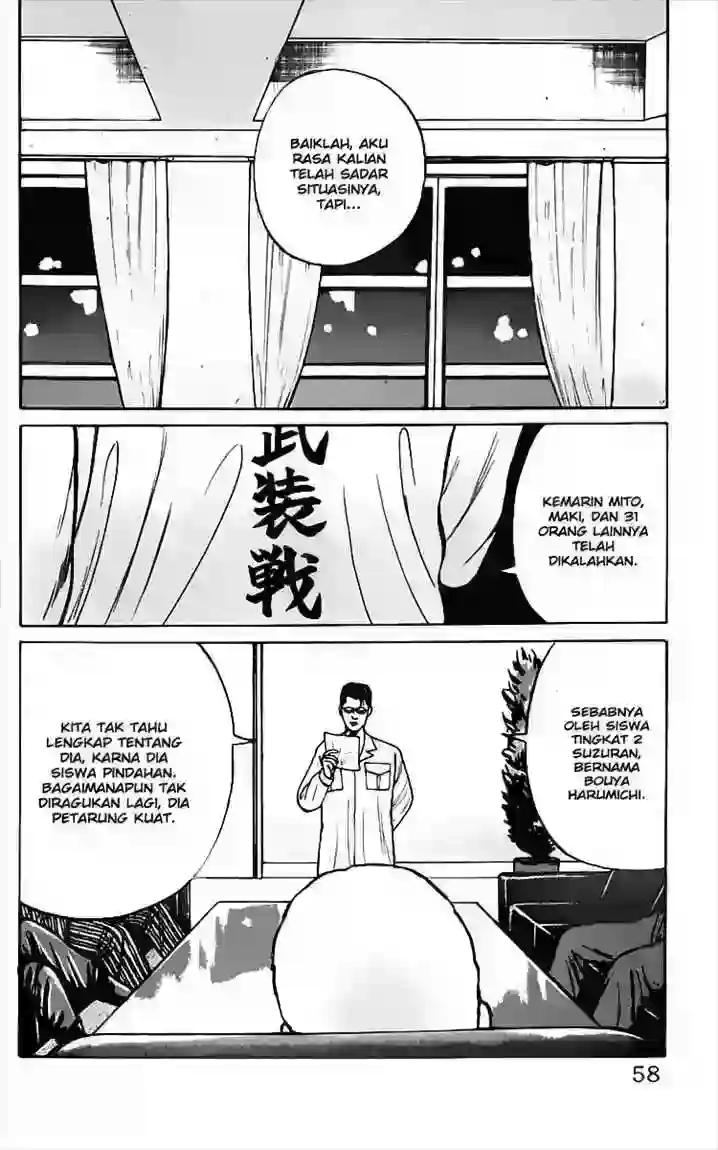 BAIKLAH, AKU
RASA KALIAN
TELAH SADAR
SITUASINYA,
TAPI...
武
装
戦
KEMARIN MITO,
MAKI, DAN 31
ORANG LAINNYA
TELAH
DIKALAHKAN.
SEBABNYA
OLEH SISWA
TINGKAT 2
SUZURAN,
BERNAMA
BOUYA
HARUMICHI.
KITA TAK TAHU
LENGKAP TENTANG
DIA, KARNA DIA
SISWA PINDAHAN.
BAGAIMANAPUN TAK
DIRAGUKAN LAGI, DIA
PETARUNG KUAT.
58